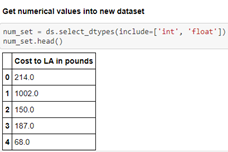 Get numerical values into new dataset
num_set = ds.select_dtypes(include=['int', 'float'])
num_set.head()
Cost to LA in pounds
0 214.0
1 1002.0
2 150.0
3 187.0
4 68.0